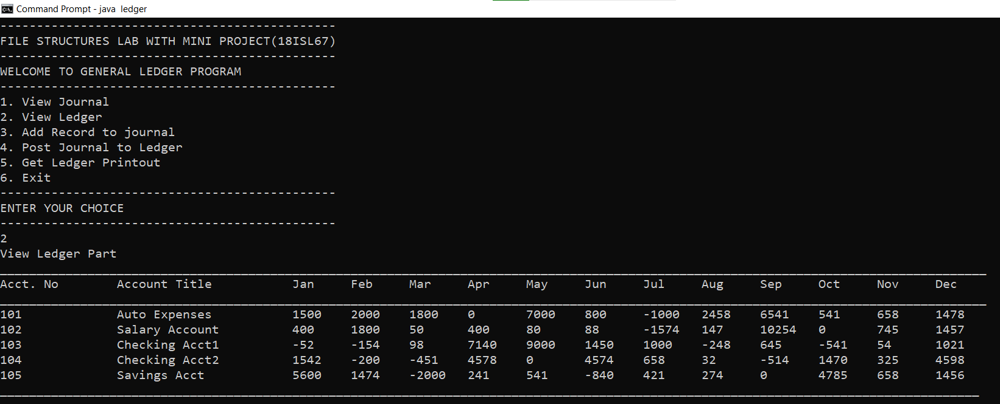 Command Prompt - java  ledger
----------------------------------------------
FILE STRUCTURES LAB WITH MINI PROJECT(18ISL67)
----------------------------------------------
WELCOME TO GENERAL LEDGER PROGRAM
----------------------------------------------
1. View Journal
2. View Ledger
3. Add Record to journal
4. Post Journal to Ledger
5. Get Ledger Printout
6. Exit
----------------------------------------------
ENTER YOUR CHOICE
----------------------------------------------
2
View Ledger Part
Acct. No        Account Title           Jan     Feb     Mar     Apr     May     Jun     Jul     Aug     Sep     Oct     Nov     Dec
101             Auto Expenses           1500    2000    1800    0       7000    800     -1000   2458    6541    541     658     1478
102             Salary Account          400     1800    50      400     80      88      -1574   147     10254   0       745     1457
103             Checking Acct1          -52     -154    98      7140    9000    1450    1000    -248    645     -541    54      1021
104             Checking Acct2          1542    -200    -451    4578    0       4574    658     32      -514    1470    325     4598
105             Savings Acct            5600    1474    -2000   241     541     -840    421     274     0       4785    658     1456